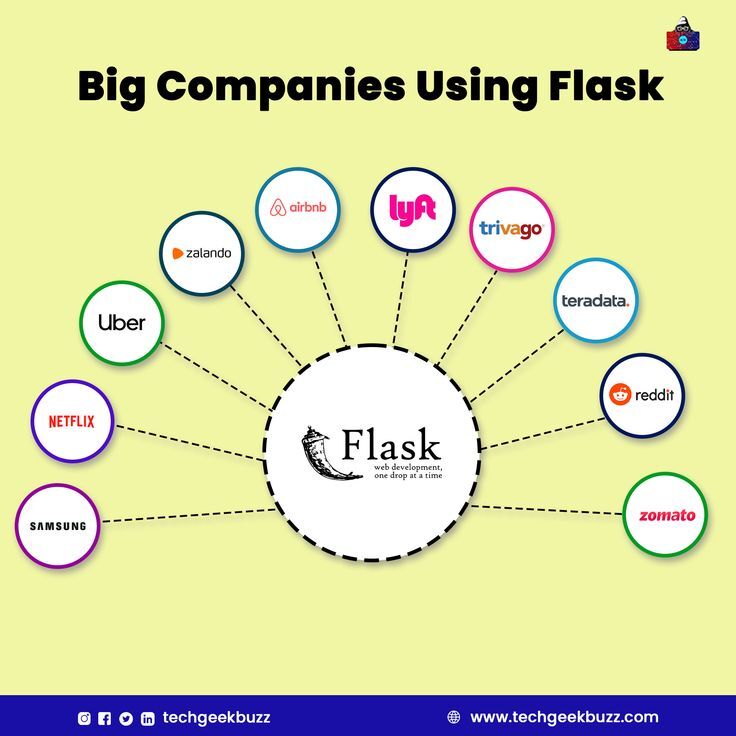 Big Companies Using Flask
airbnb
lyft
trivago
zalando
teradata.
Uber
reddit
NETFLIX
Flask
web development,
one drop at a time
SAMSUNG
zomato
techgeekbuzz
www.techgeekbuzz.com